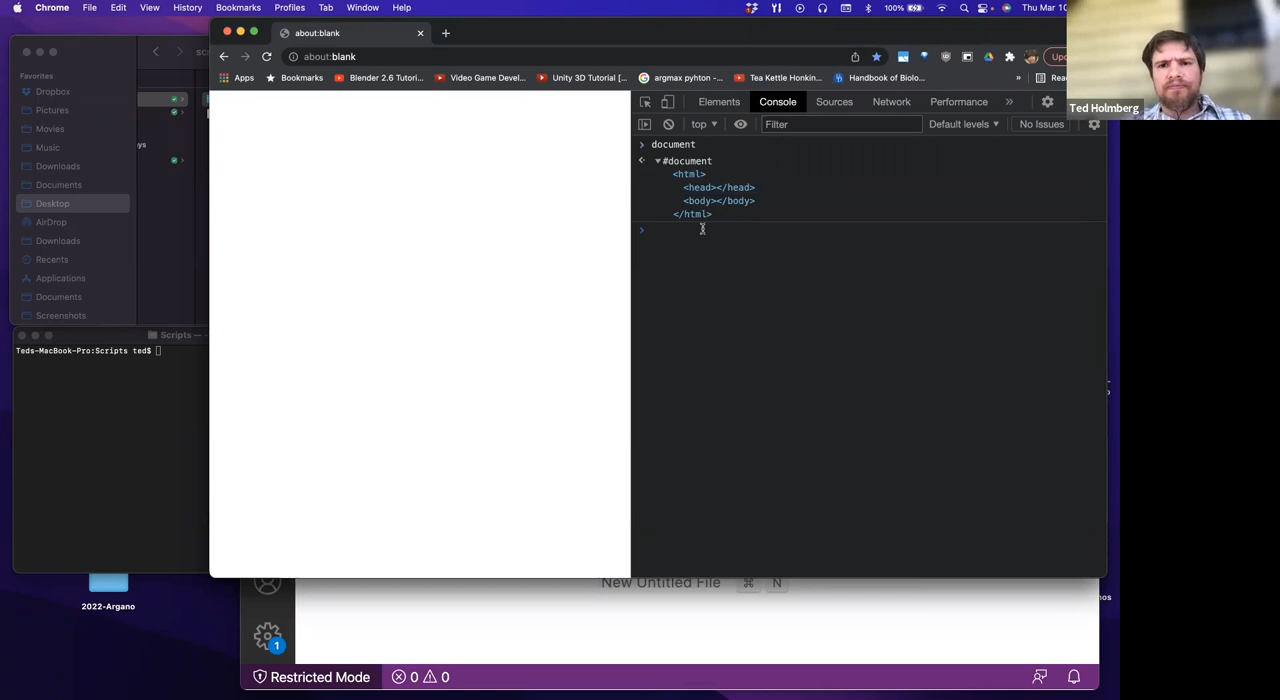 Chrome File Edit View History Bookmarks Profiles Tab Window Help 100% Thu Mar 10
about:blank
about:blank
Apps Bookmarks Blender 2.6 Tutori... Video Game Devel... Unity 3D Tutorial [... argmax pyhton -... Tea Kettle Honkin... Handbook of Biolo... »
Ted Holmberg
Favorites
Dropbox
Pictures
Movies
Music
Downloads
Documents
Desktop
AirDrop
Downloads
Recents
Applications
Documents
Screenshots
Elements Console Sources Network Performance »
top Filter Default levels No Issues
document
#document
<html>
<head></head>
<body></body>
</html>
Scripts —
Teds-MacBook-Pro:Scripts ted$
2022-Argano
New Untitled File ⌘ N
1
Restricted Mode 0 0